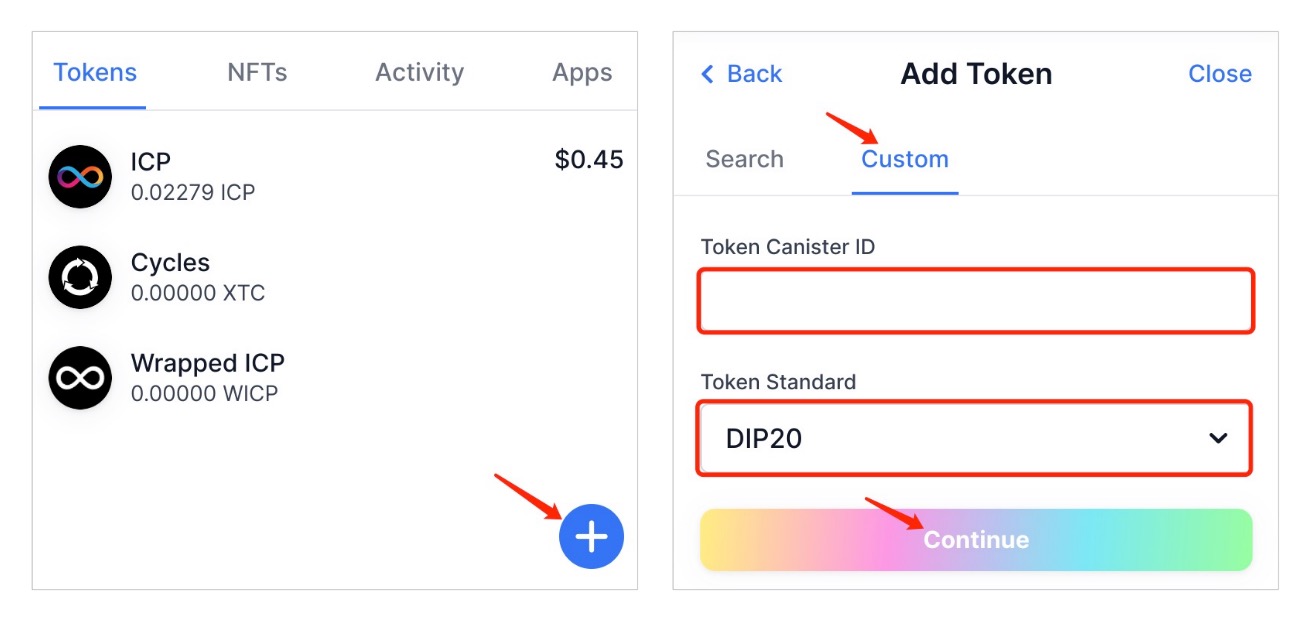 Tokens NFTs Activity Apps
ICP $0.45
0.02279 ICP
Cycles
0.00000 XTC
Wrapped ICP
0.00000 WICP
Back Add Token Close
Search Custom
Token Canister ID
Token Standard
DIP20
Continue